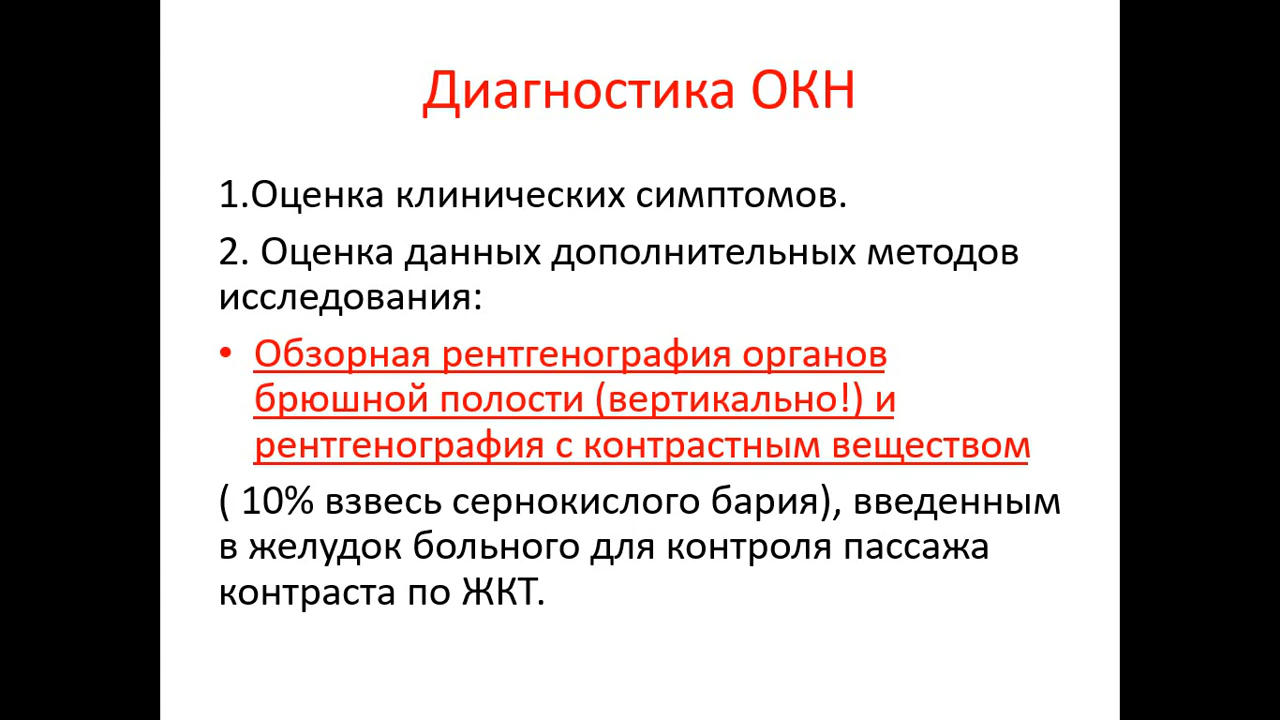 Диагностика ОКН
1.Оценка клинических симптомов.
2. Оценка данных дополнительных методов
исследования:
• Обзорная рентгенография органов
брюшной полости (вертикально!) и
рентгенография с контрастным веществом
( 10% взвесь сернокислого бария), введенным
в желудок больного для контроля пассажа
контраста по ЖКТ.